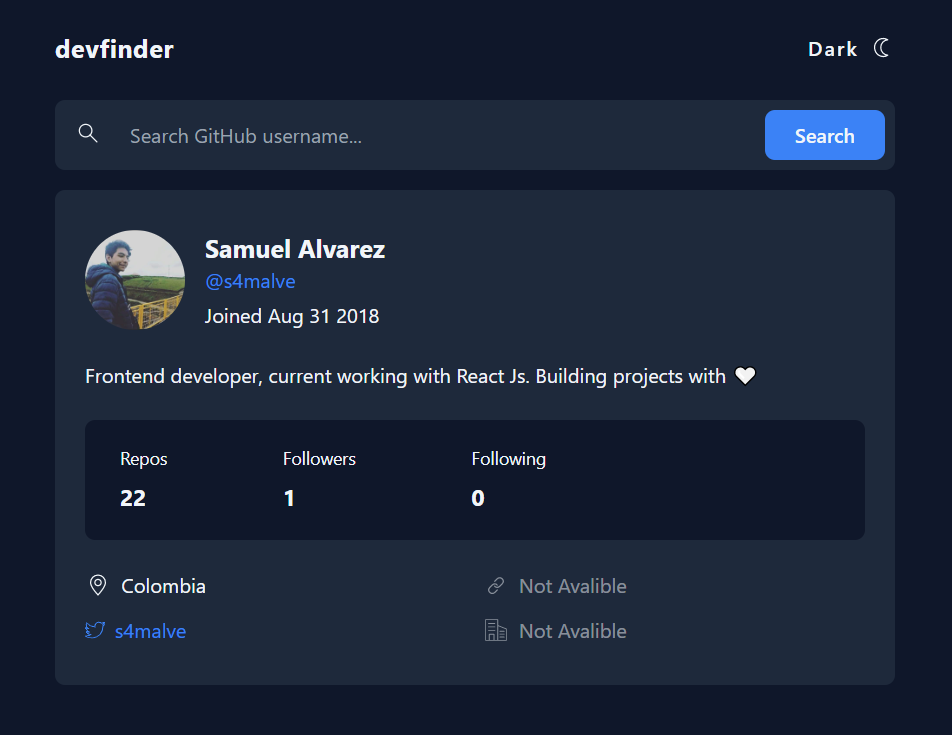 devfinder
Dark
Search GitHub username...
Search
Samuel Alvarez
@s4malve
Joined Aug 31 2018
Frontend developer, current working with React Js. Building projects with 🤍
Repos Followers Following
22 1 0
Colombia
Not Avalible
s4malve
Not Avalible